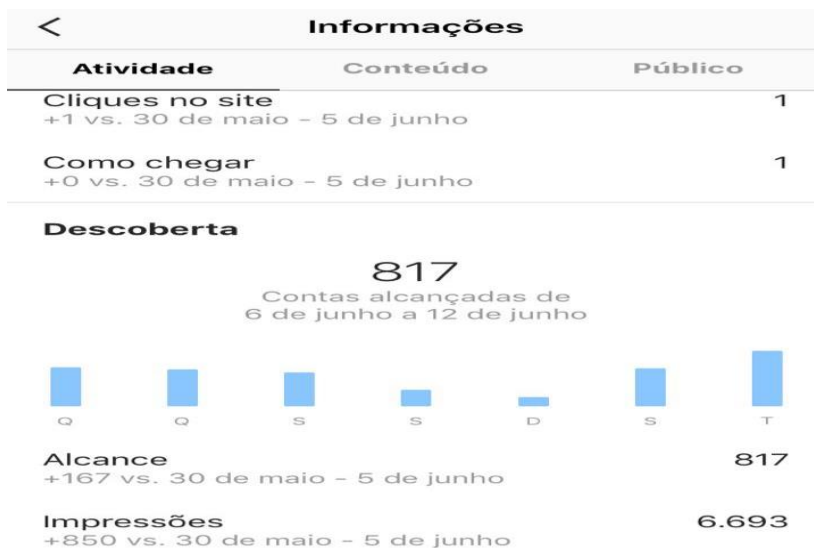 Informações
Atividade Conteúdo Público
Cliques no site 1
+1 vs. 30 de maio – 5 de junho
Como chegar 1
+0 vs. 30 de maio – 5 de junho
Descoberta
817
Contas alcançadas de
6 de junho a 12 de junho
Q Q S S D S T
Alcance 817
+167 vs. 30 de maio – 5 de junho
Impressões 6.693
+850 vs. 30 de maio – 5 de junho